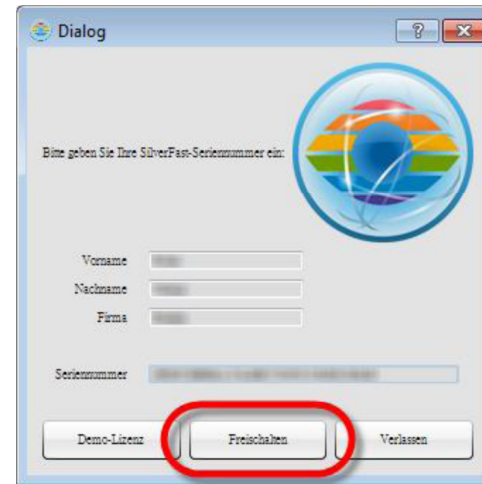 Dialog
Bitte geben Sie Ihre SilverFast-Seriennummer ein:
Vorname
Nachname
Firma
Seriennummer
Demo-Lizenz Freischalten Verlassen